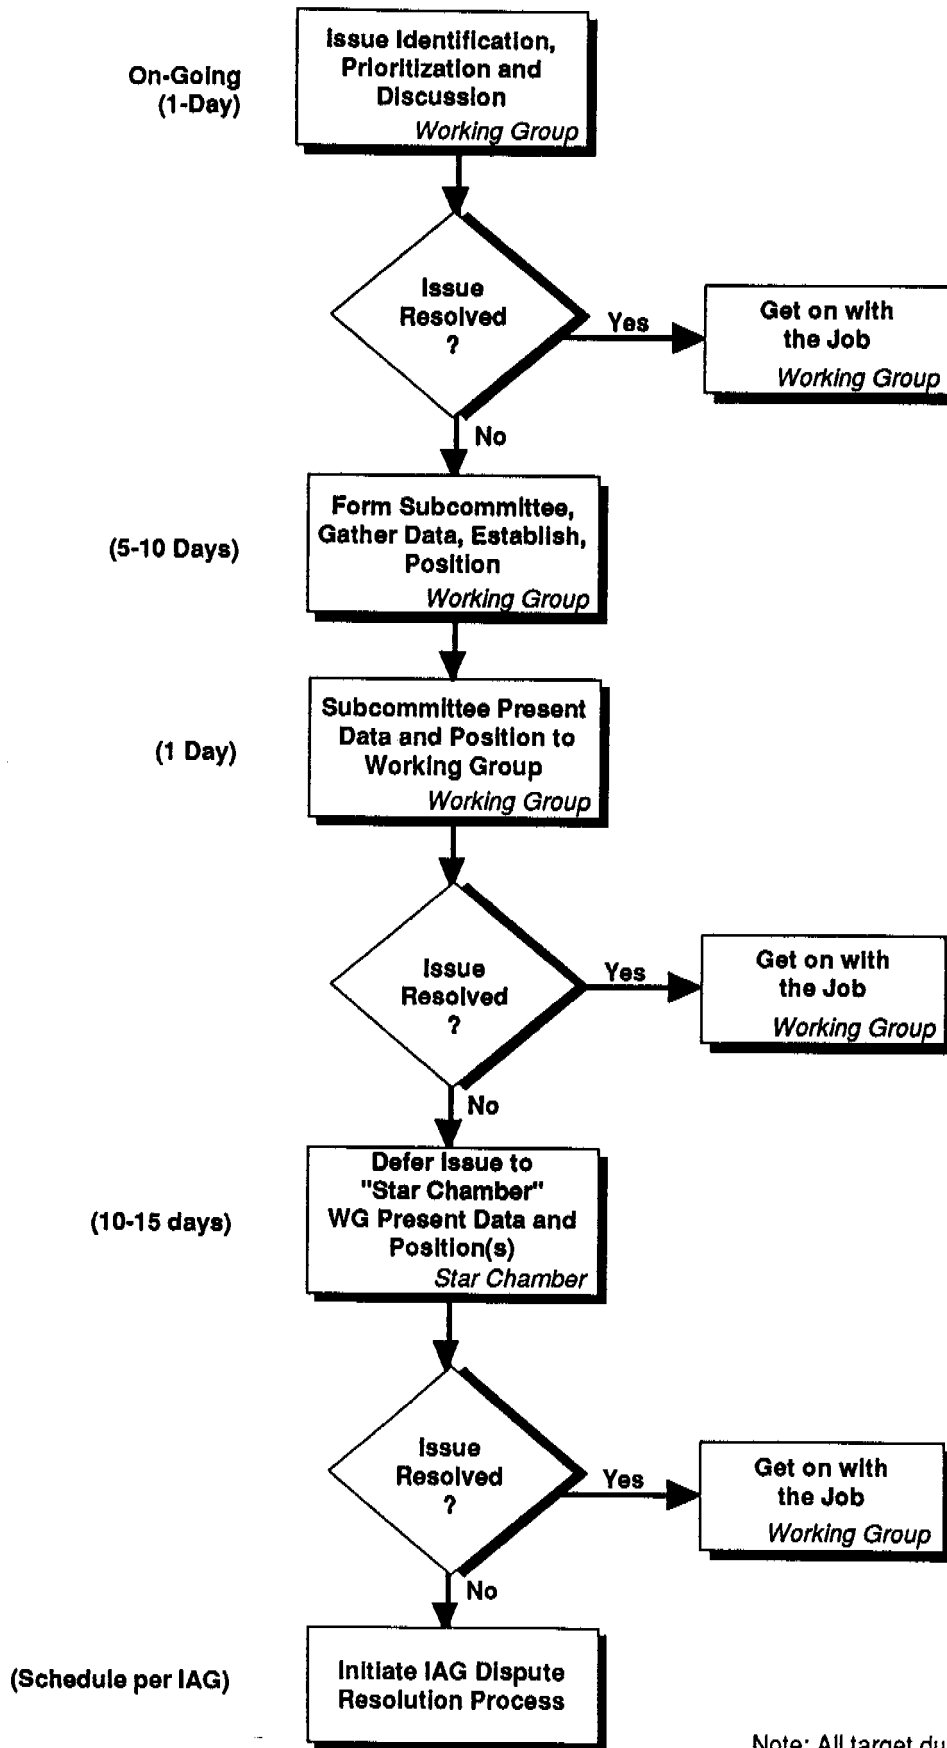 Issue Identification,
Prioritization and
Discussion
Working Group
On-Going
(1-Day)
Issue
Resolved
?
Yes
Get on with
the Job
Working Group
No
Form Subcommittee,
Gather Data, Establish,
Position
Working Group
(5-10 Days)
Subcommittee Present
Data and Position to
Working Group
Working Group
(1 Day)
Issue
Resolved
?
Yes
Get on with
the Job
Working Group
No
Defer Issue to
"Star Chamber"
WG Present Data and
Position(s)
Star Chamber
(10-15 days)
Issue
Resolved
?
Yes
Get on with
the Job
Working Group
No
Initiate IAG Dispute
Resolution Process
(Schedule per IAG)
Note: All target du